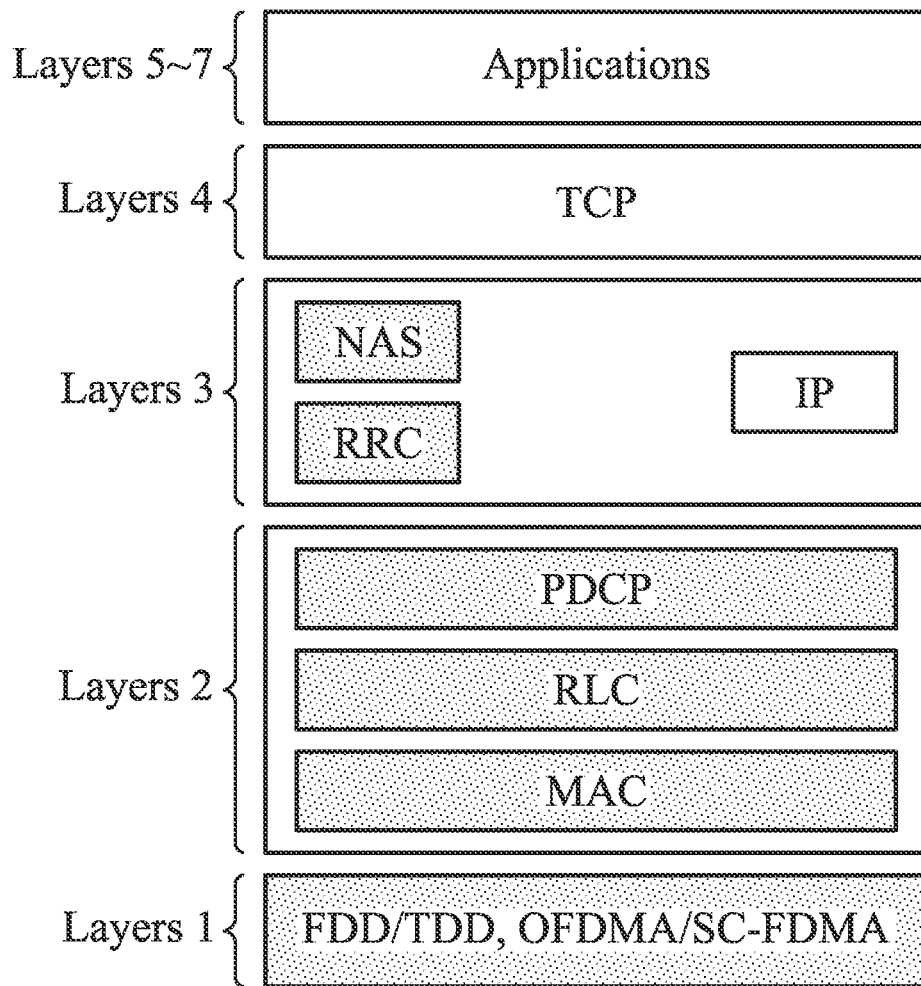 Layers 5~7
Applications
Layers 4
TCP
Layers 3
NAS
RRC
IP
Layers 2
PDCP
RLC
MAC
Layers 1
FDD/TDD, OFDMA/SC-FDMA